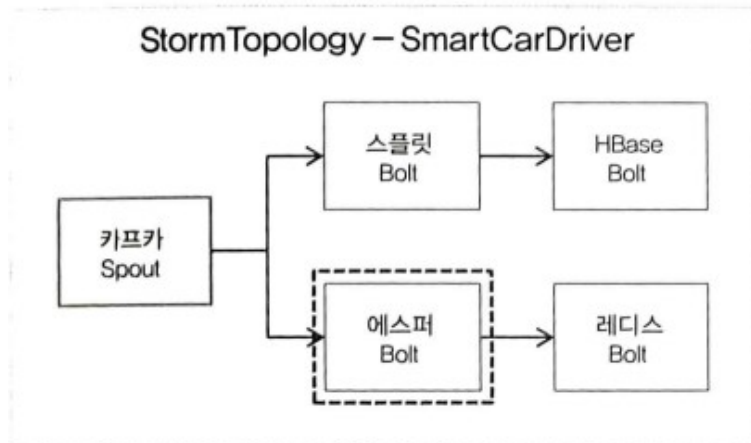 StormTopology – SmartCarDriver
스플릿
Bolt
HBase
Bolt
카프카
Spout
에스퍼
Bolt
레디스
Bolt